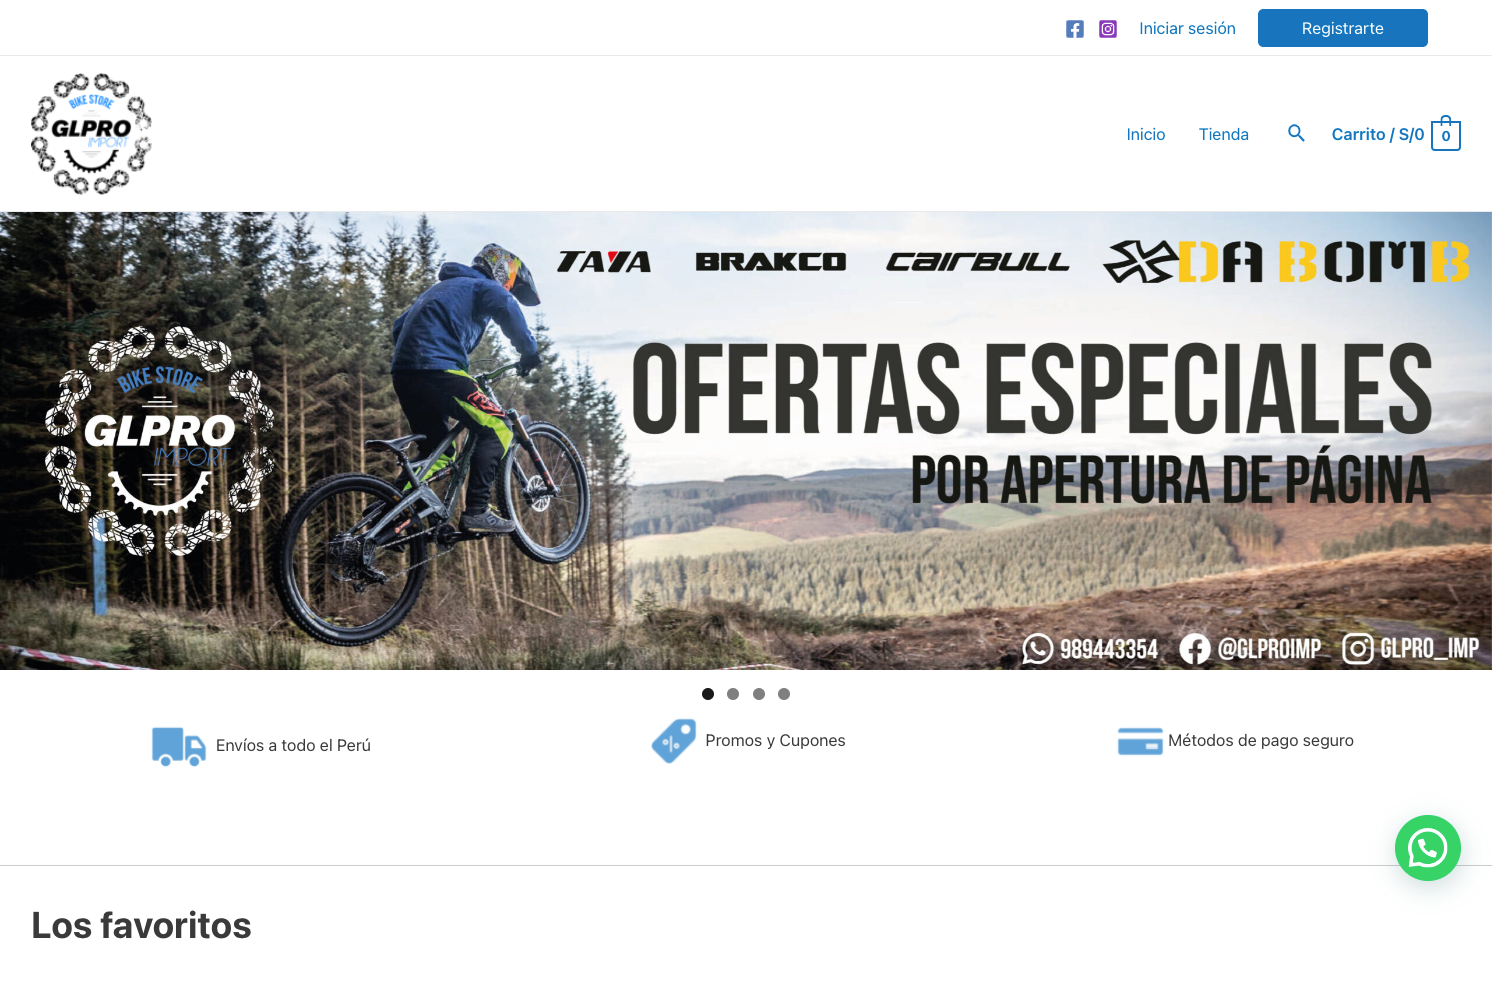 Iniciar sesión
Registrarte
BIKE STORE
GLPRO
IMPORT
Inicio
Tienda
Carrito / S/0
0
TAYA
BRAKCO
CAIRBULL
DA BOMB
OFERTAS ESPECIALES
POR APERTURA DE PÁGINA
BIKE STORE
GLPRO
IMPORT
989443354
@GLPROIMP
GLPRO_IMP
Envíos a todo el Perú
Promos y Cupones
Métodos de pago seguro
Los favoritos